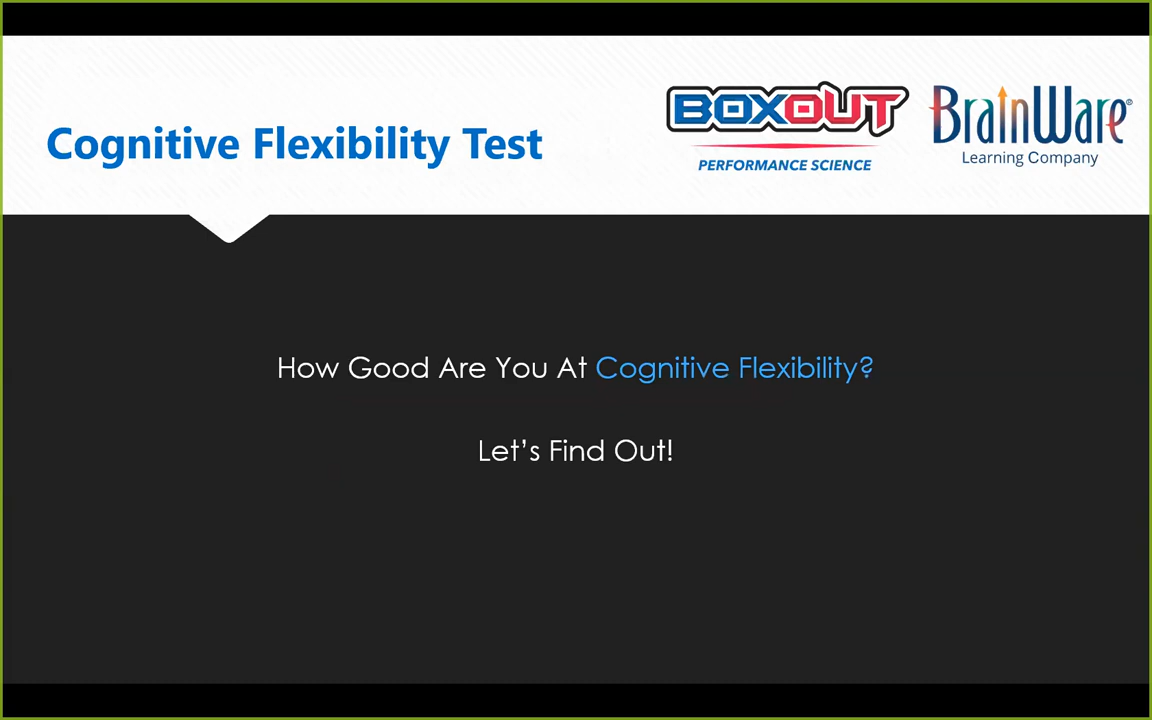 Cognitive Flexibility Test
BOXOUT
PERFORMANCE SCIENCE
BrainWare®
Learning Company
How Good Are You At Cognitive Flexibility?
Let’s Find Out!